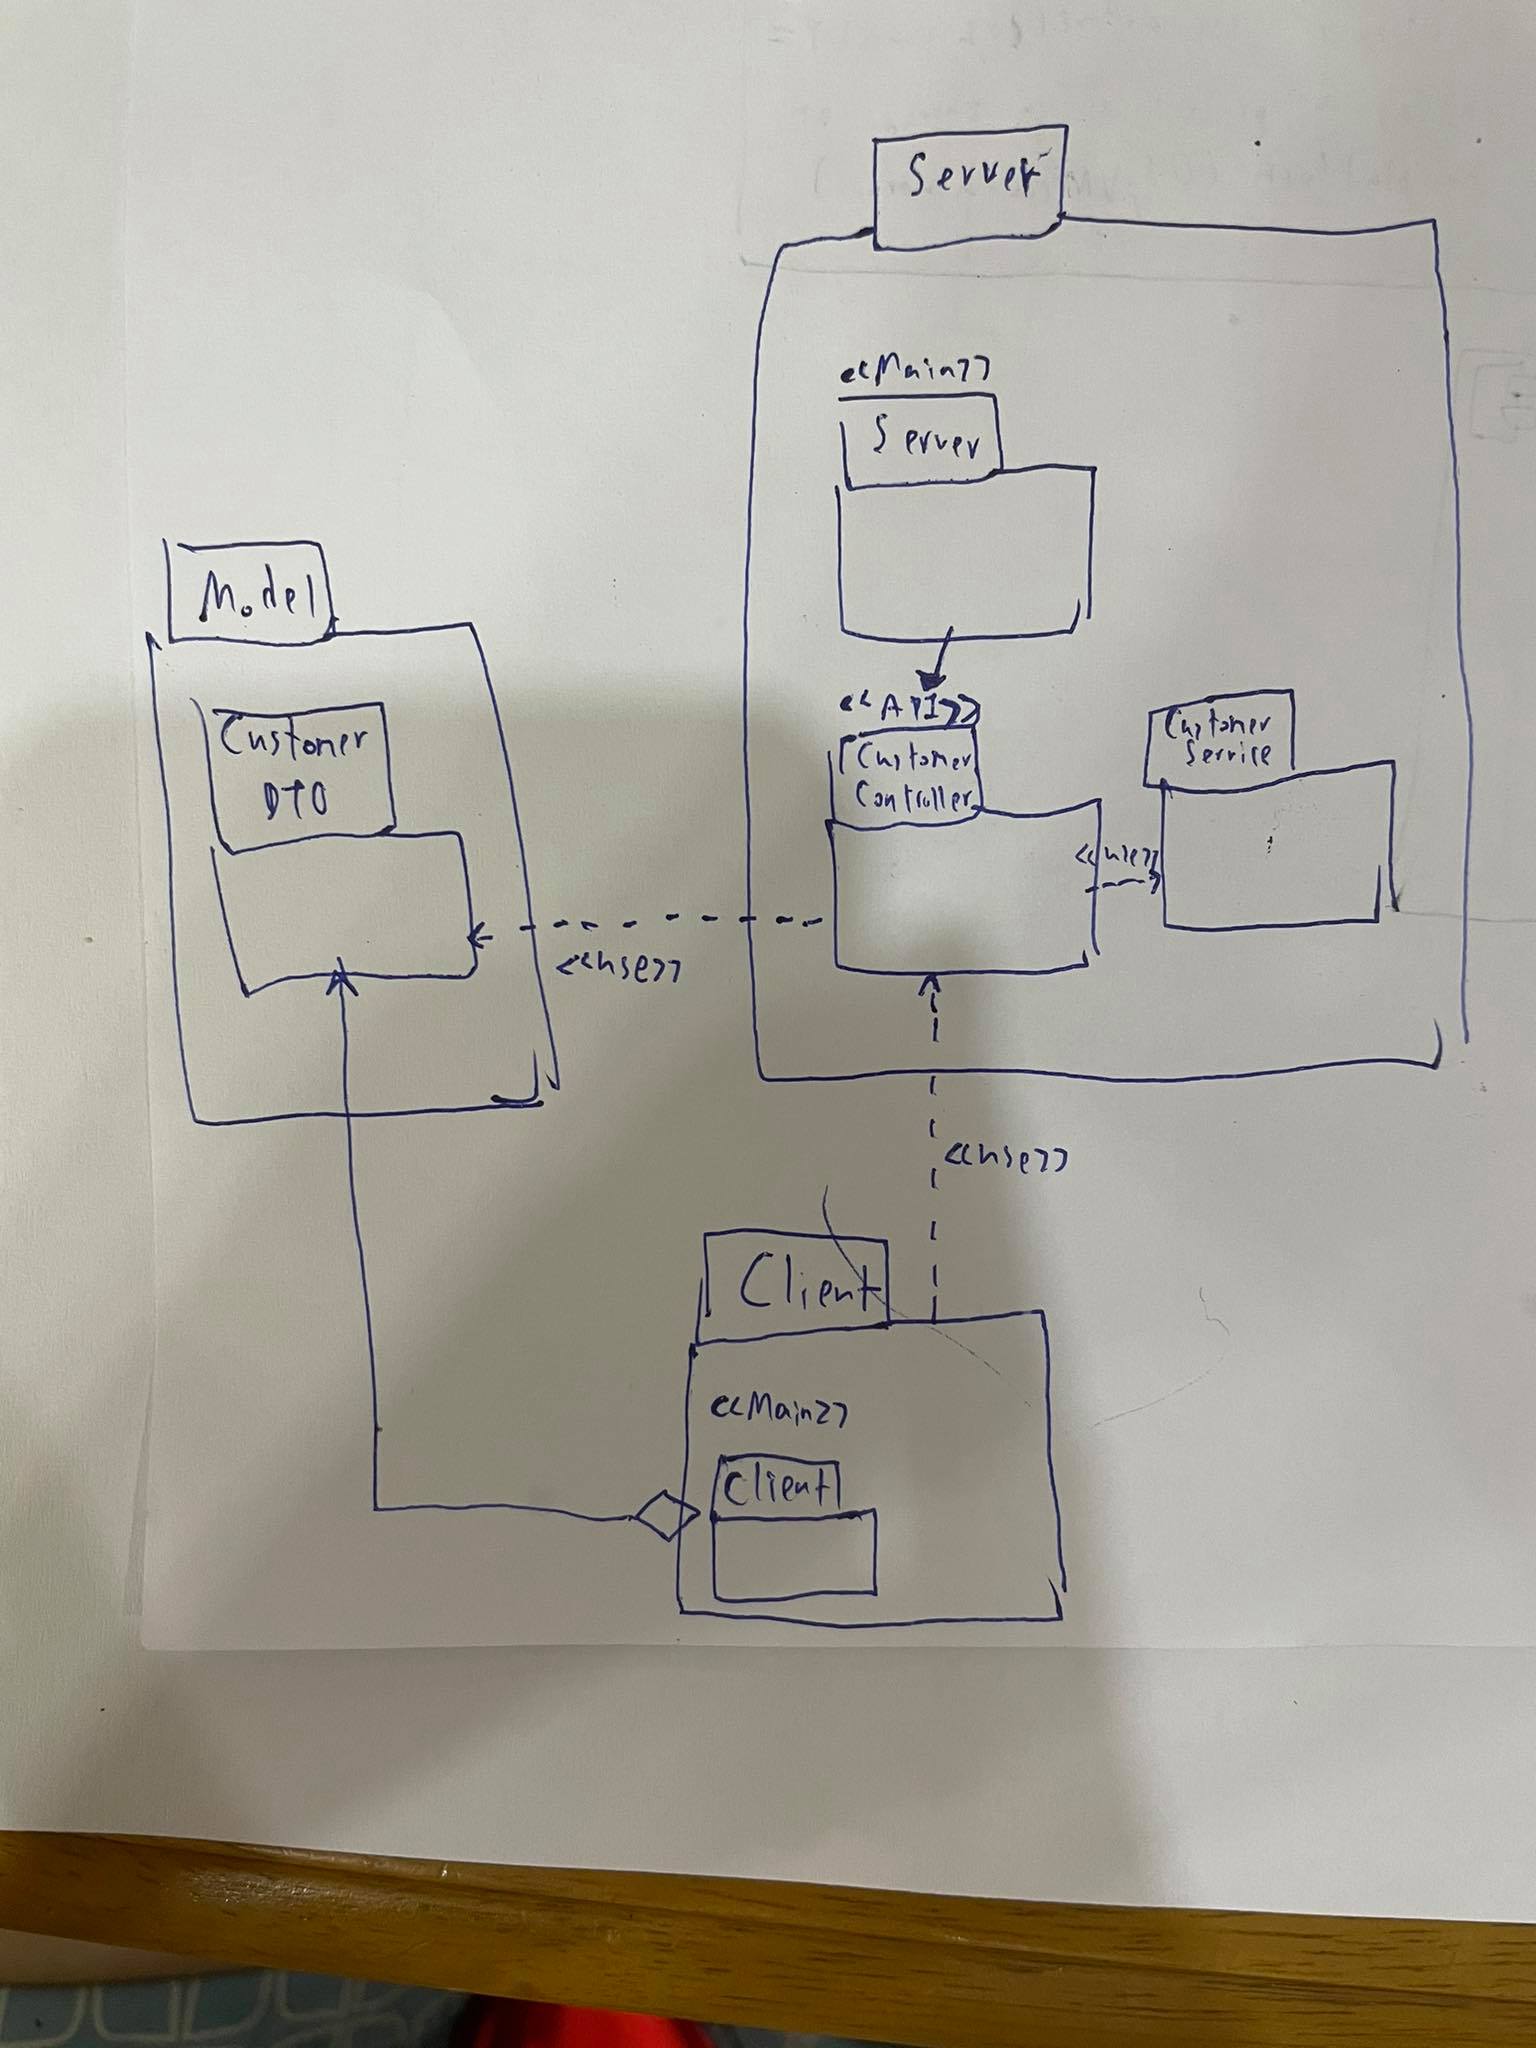 Server
<<Main>>
Server
Model
<<API>>
Customer
DTO
Customer
Controller
Customer
Service
<<use>>
<<use>>
<<use>>
Client
<<Main>>
Client